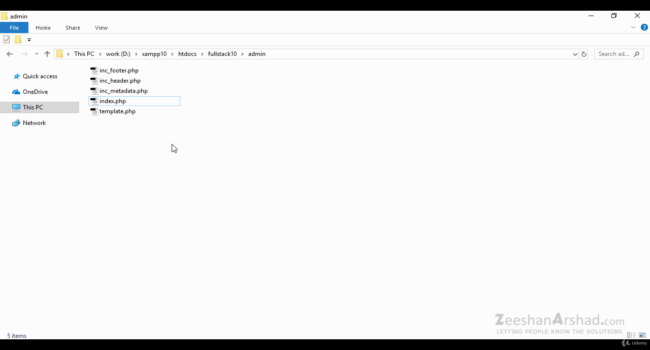 admin
File Home Share View
This PC > work (D:) > xampp10 > htdocs > fullstack10 > admin
Search ad...
Quick access
OneDrive
This PC
Network
inc_footer.php
inc_header.php
inc_metadata.php
index.php
template.php
ZeeshanArshad.com
LETTING PEOPLE KNOW THE SOLUTIONS
5 items
Udemy